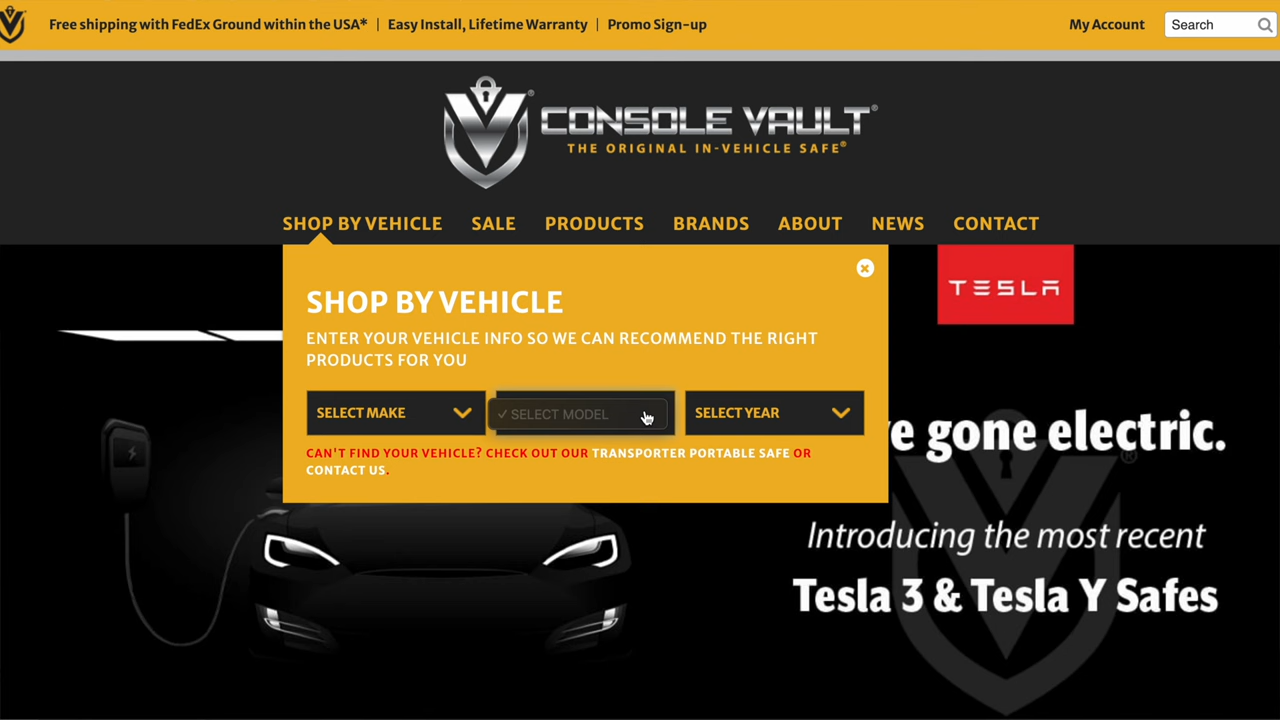 Free shipping with FedEx Ground within the USA* | Easy Install, Lifetime Warranty | Promo Sign-up
My Account
Search
CONSOLE VAULT®
THE ORIGINAL IN-VEHICLE SAFE®
SHOP BY VEHICLE SALE PRODUCTS BRANDS ABOUT NEWS CONTACT
SHOP BY VEHICLE
ENTER YOUR VEHICLE INFO SO WE CAN RECOMMEND THE RIGHT
PRODUCTS FOR YOU
SELECT MAKE
✓ SELECT MODEL
SELECT YEAR
CAN'T FIND YOUR VEHICLE? CHECK OUT OUR TRANSPORTER PORTABLE SAFE OR
CONTACT US.
TESLA
gone electric.
Introducing the most recent
Tesla 3 & Tesla Y Safes